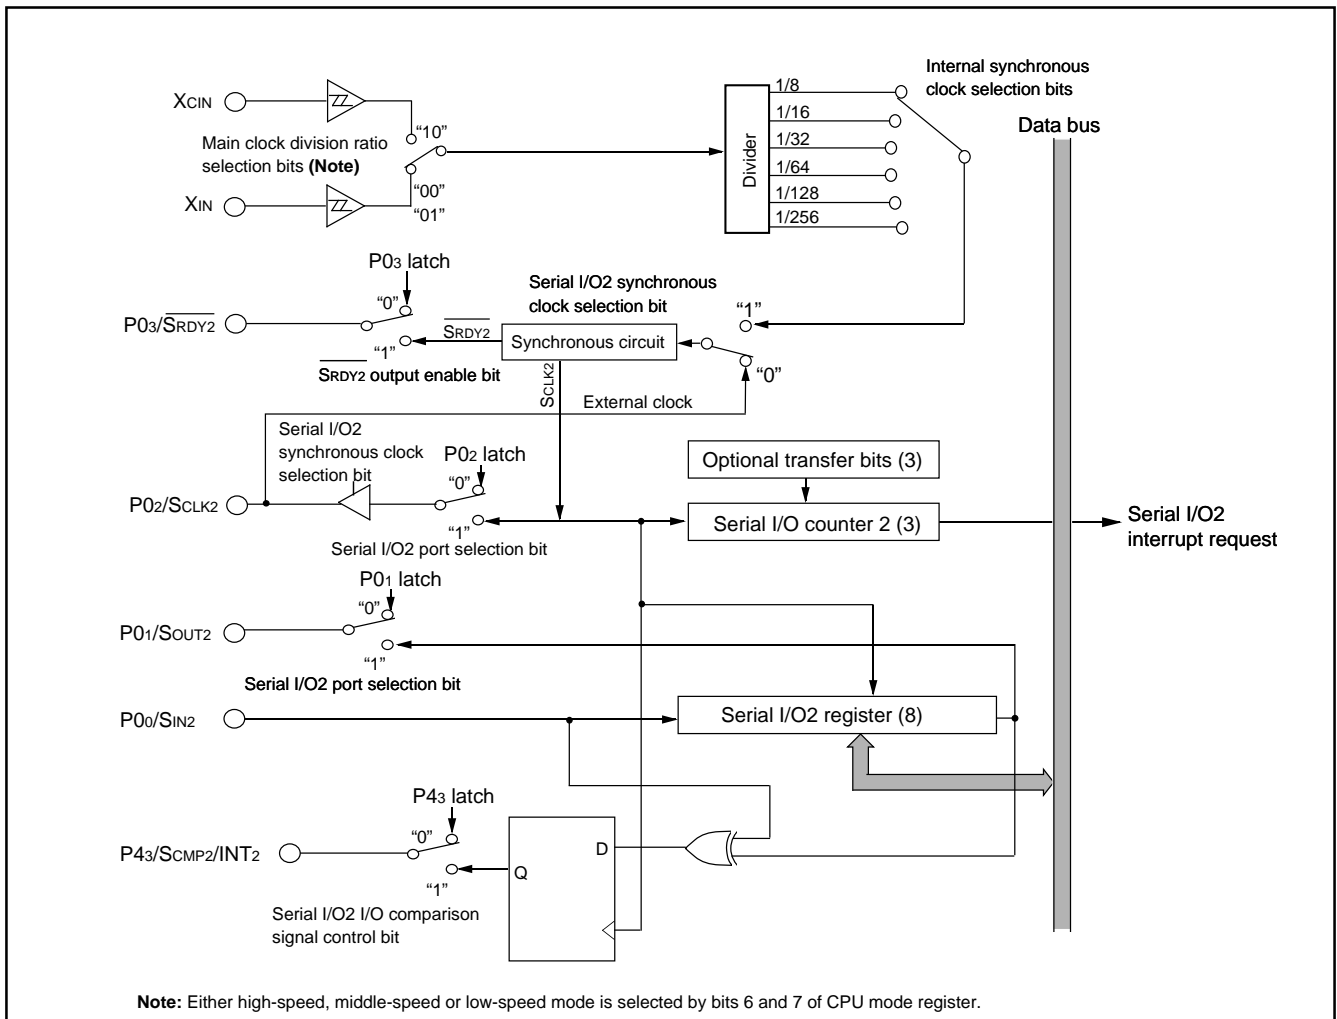 XCIN
"10"
Main clock division ratio
selection bits (Note)
"00"
"01"
XIN
Divider
1/8
1/16
1/32
1/64
1/128
1/256
Internal synchronous
clock selection bits
Data bus
P03 latch
"0"
P03/SRDY2
"1"
SRDY2
SRDY2 output enable bit
Serial I/O2 synchronous
clock selection bit
Synchronous circuit
"1"
"0"
SCLK2
External clock
Serial I/O2
synchronous clock
selection bit
P02 latch
"0"
P02/SCLK2
"1"
Serial I/O2 port selection bit
Optional transfer bits (3)
Serial I/O counter 2 (3)
Serial I/O2
interrupt request
P01 latch
"0"
P01/SOUT2
"1"
Serial I/O2 port selection bit
P00/SIN2
Serial I/O2 register (8)
P43 latch
"0"
P43/SCMP2/INT2
"1"
Serial I/O2 I/O comparison
signal control bit
D
Q
Note: Either high-speed, middle-speed or low-speed mode is selected by bits 6 and 7 of CPU mode register.